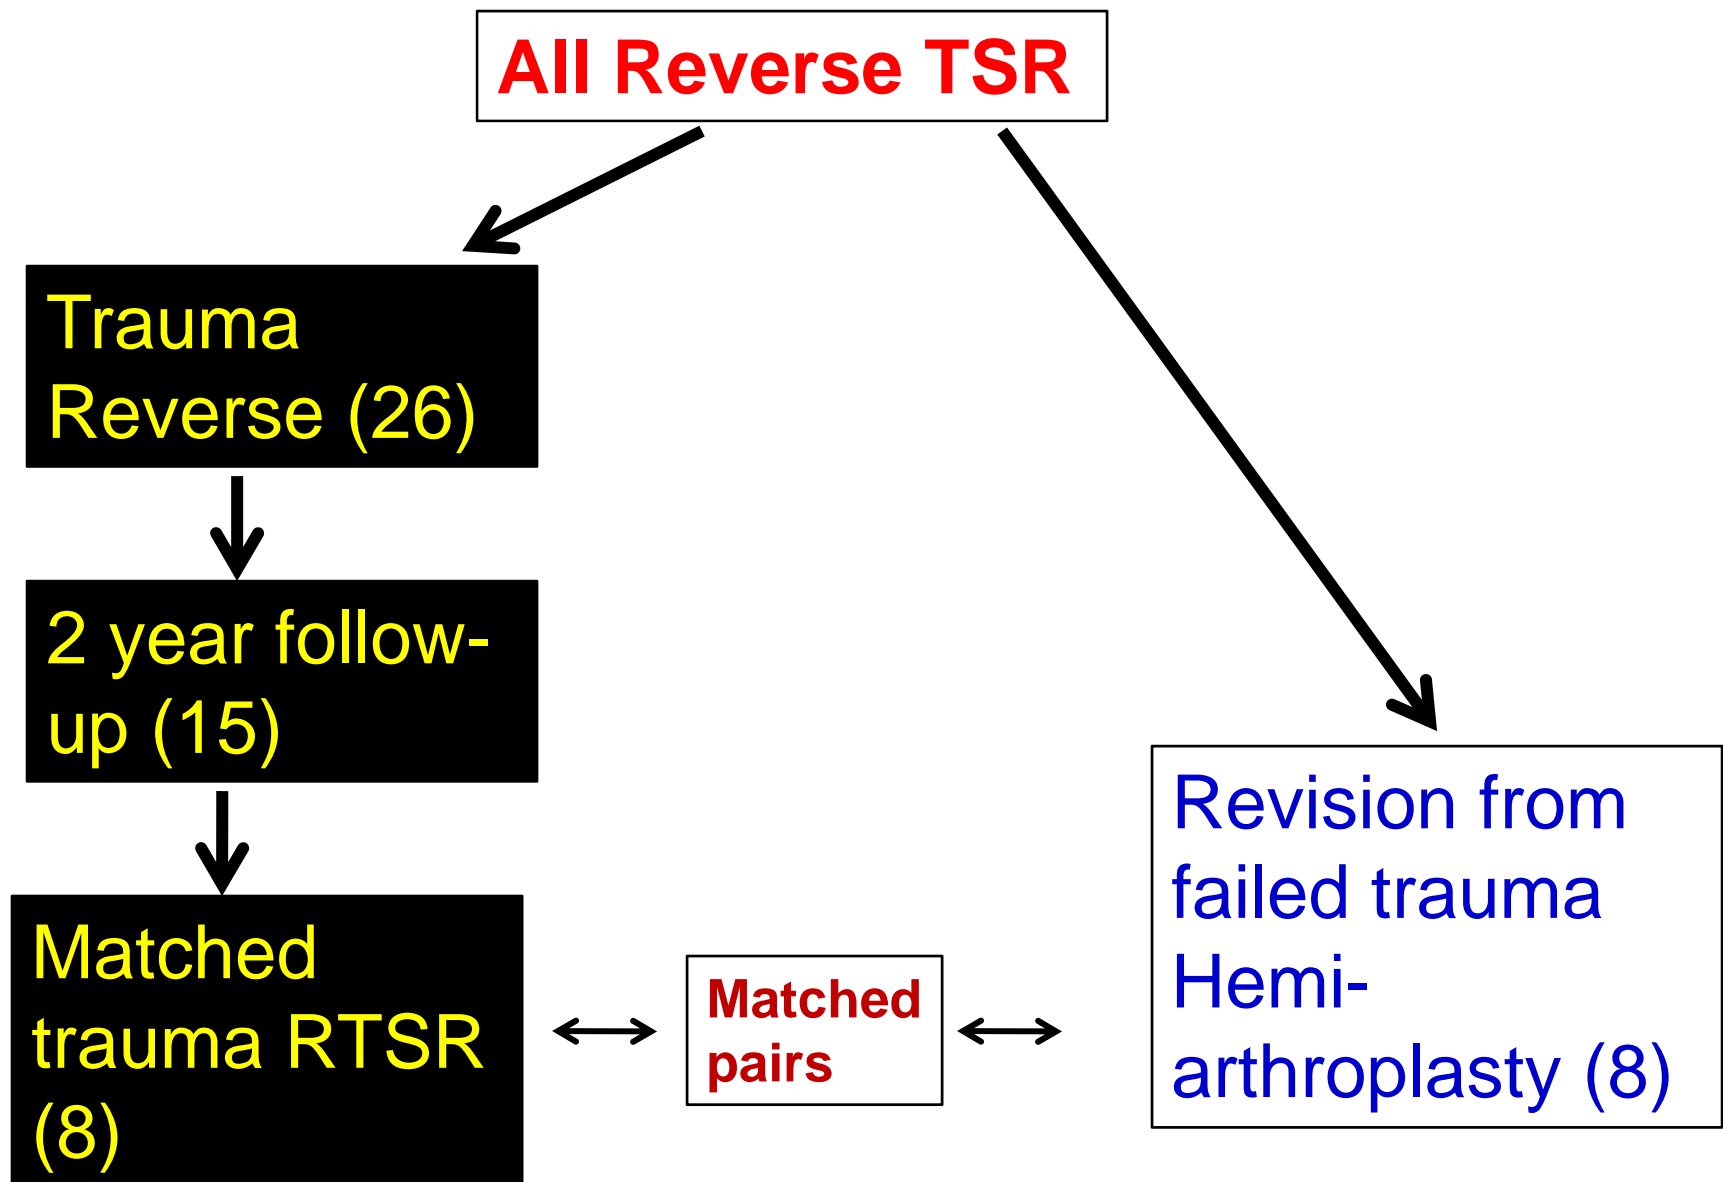 All Reverse TSR
Trauma
Reverse (26)
2 year follow-
up (15)
Matched
trauma RTSR
(8)
Matched
pairs
Revision from
failed trauma
Hemi-
arthroplasty (8)